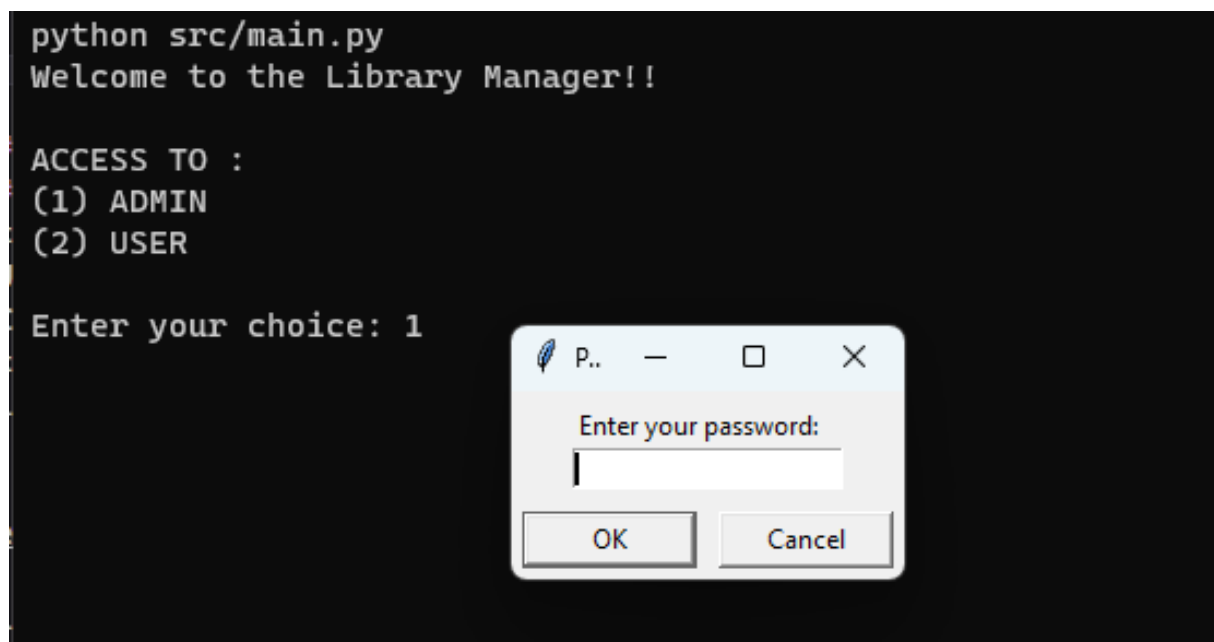 python src/main.py
Welcome to the Library Manager!!
ACCESS TO :
(1) ADMIN
(2) USER
Enter your choice: 1
P..
Enter your password:
OK
Cancel